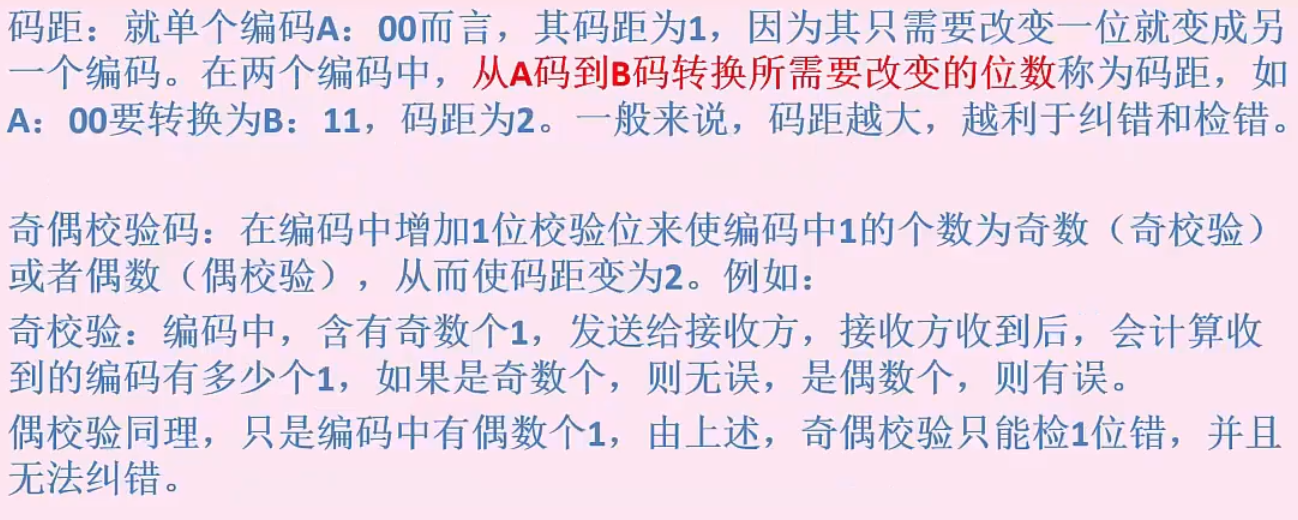 码距：就单个编码A：00而言，其码距为1，因为其只需要改变一位就变成另
一个编码。在两个编码中，从A码到B码转换所需要改变的位数称为码距，如
A：00要转换为B：11，码距为2。一般来说，码距越大，越利于纠错和检错。
奇偶校验码：在编码中增加1位校验位来使编码中1的个数为奇数（奇校验）
或者偶数（偶校验），从而使码距变为2。例如：
奇校验：编码中，含有奇数个1，发送给接收方，接收方收到后，会计算收
到的编码有多少个1，如果是奇数个，则无误，是偶数个，则有误。
偶校验同理，只是编码中有偶数个1，由上述，奇偶校验只能检1位错，并且
无法纠错。